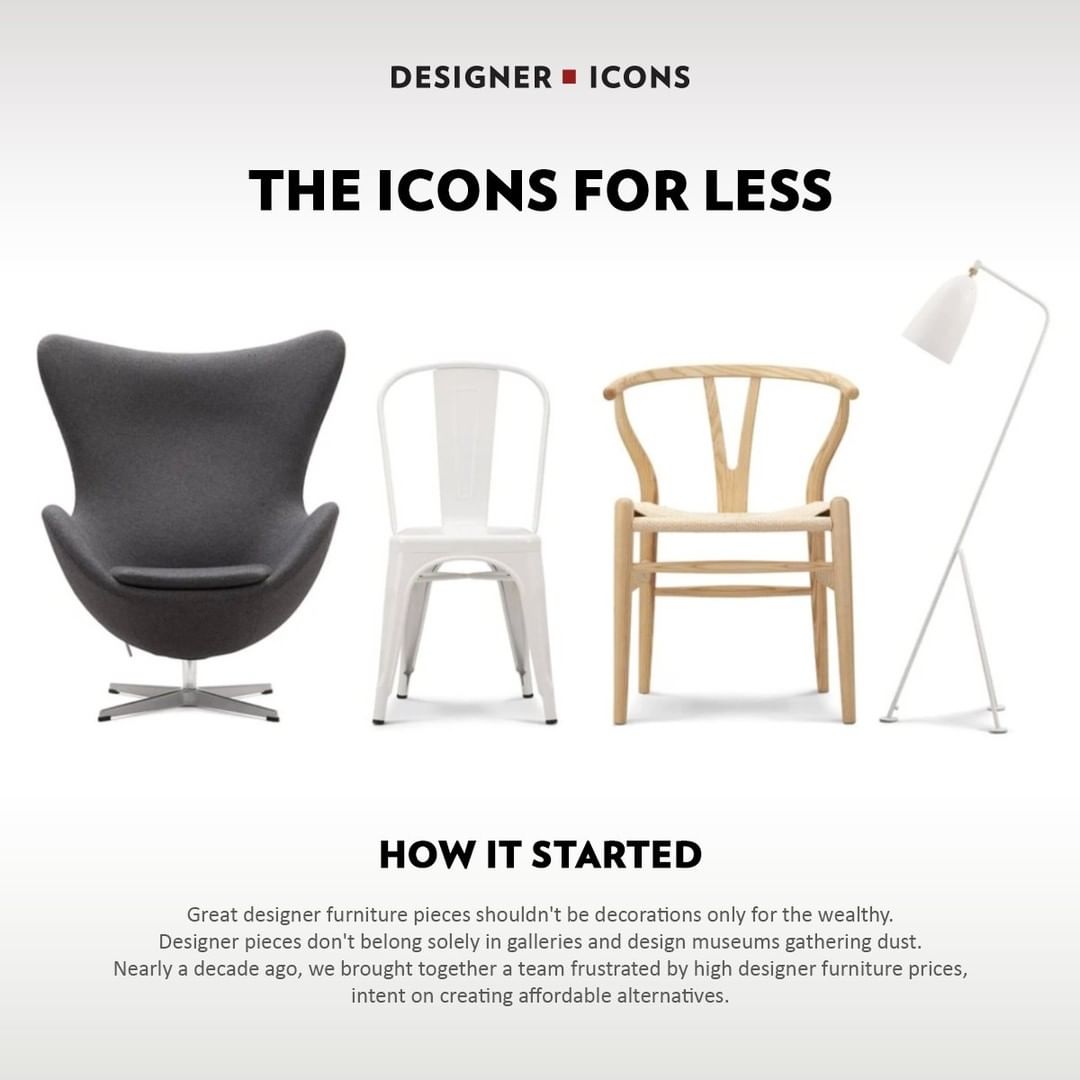 DESIGNER ICONS
THE ICONS FOR LESS
HOW IT STARTED
Great designer furniture pieces shouldn't be decorations only for the wealthy.
Designer pieces don't belong solely in galleries and design museums gathering dust.
Nearly a decade ago, we brought together a team frustrated by high designer furniture prices,
intent on creating affordable alternatives.